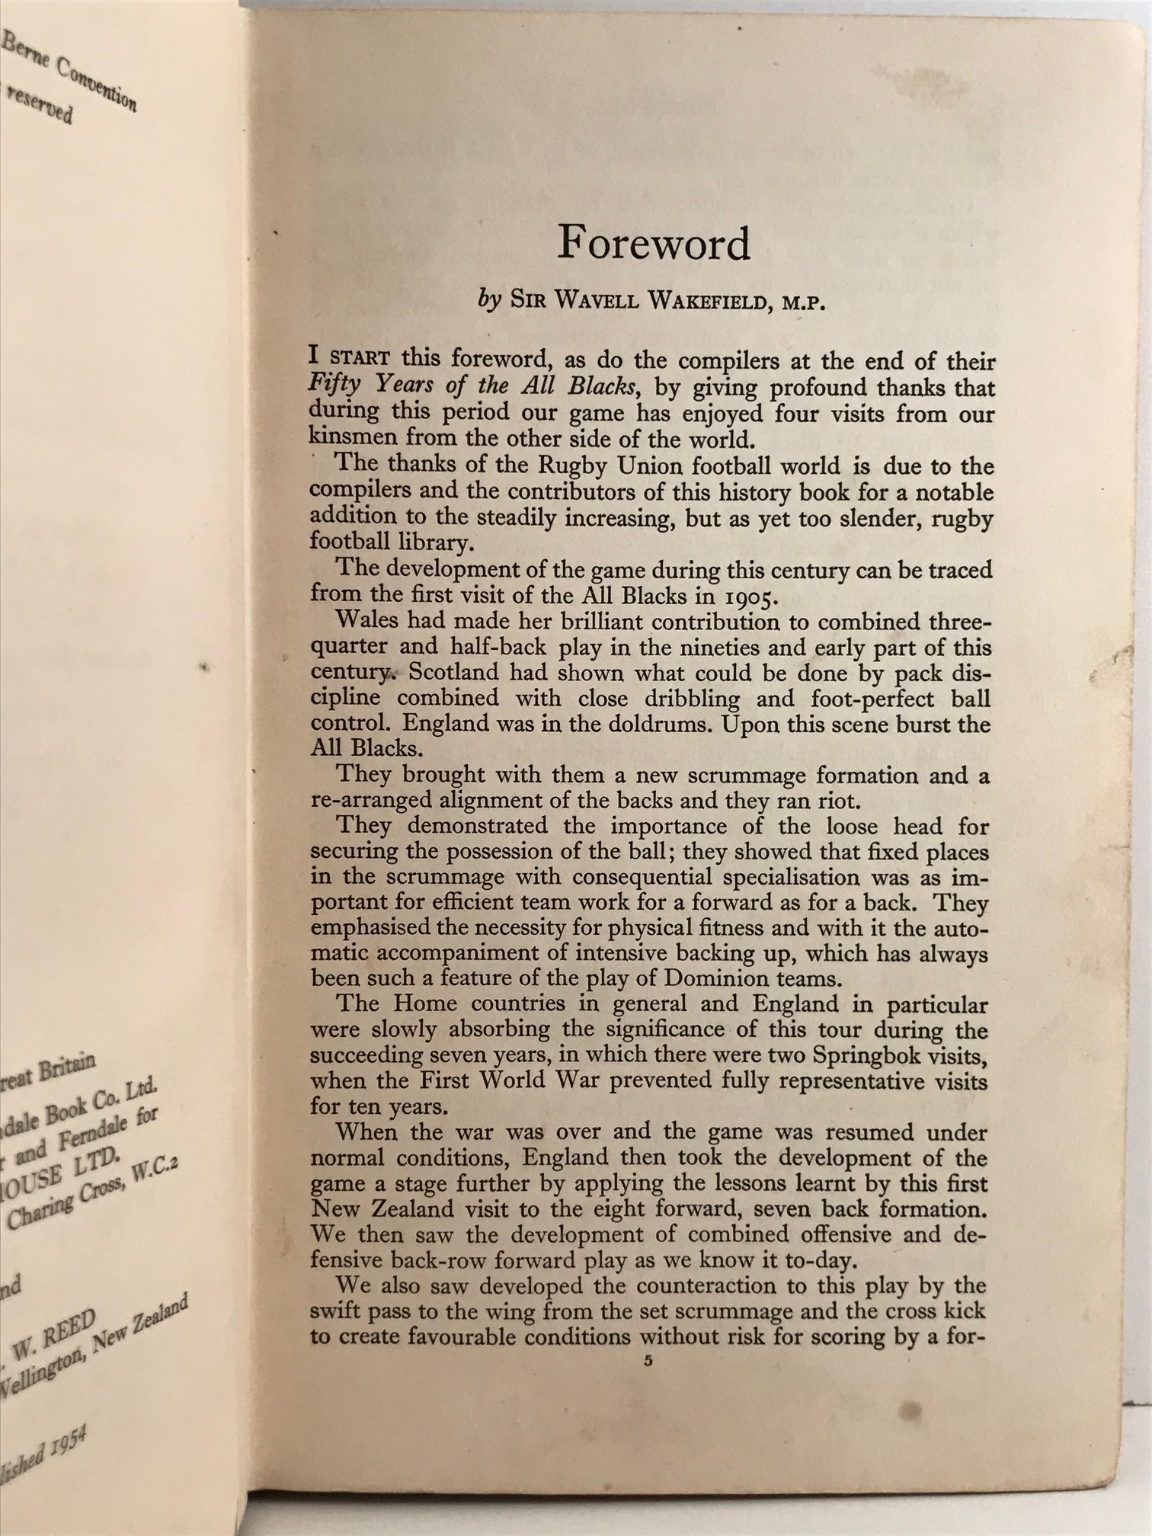 Berne Convention
reserved
Great Britain
Book Co. Ltd.
and Ferndale for
HOUSE LTD.
Charing Cross, W.C.2
W. REED
Wellington, New Zealand
1954
Foreword
by SIR WAVELL WAKEFIELD, M.P.
I START this foreword, as do the compilers at the end of their
Fifty Years of the All Blacks, by giving profound thanks that
during this period our game has enjoyed four visits from our
kinsmen from the other side of the world.
The thanks of the Rugby Union football world is due to the
compilers and the contributors of this history book for a notable
addition to the steadily increasing, but as yet too slender, rugby
football library.
The development of the game during this century can be traced
from the first visit of the All Blacks in 1905.
Wales had made her brilliant contribution to combined three-
quarter and half-back play in the nineties and early part of this
century. Scotland had shown what could be done by pack dis-
cipline combined with close dribbling and foot-perfect ball
control. England was in the doldrums. Upon this scene burst the
All Blacks.
They brought with them a new scrummage formation and a
re-arranged alignment of the backs and they ran riot.
They demonstrated the importance of the loose head for
securing the possession of the ball; they showed that fixed places
in the scrummage with consequential specialisation was as im-
portant for efficient team work for a forward as for a back. They
emphasised the necessity for physical fitness and with it the auto-
matic accompaniment of intensive backing up, which has always
been such a feature of the play of Dominion teams.
The Home countries in general and England in particular
were slowly absorbing the significance of this tour during the
succeeding seven years, in which there were two Springbok visits,
when the First World War prevented fully representative visits
for ten years.
When the war was over and the game was resumed under
normal conditions, England then took the development of the
game a stage further by applying the lessons learnt by this first
New Zealand visit to the eight forward, seven back formation.
We then saw the development of combined offensive and de-
fensive back-row forward play as we know it to-day.
We also saw developed the counteraction to this play by the
swift pass to the wing from the set scrummage and the cross kick
to create favourable conditions without risk for scoring by a for-
5